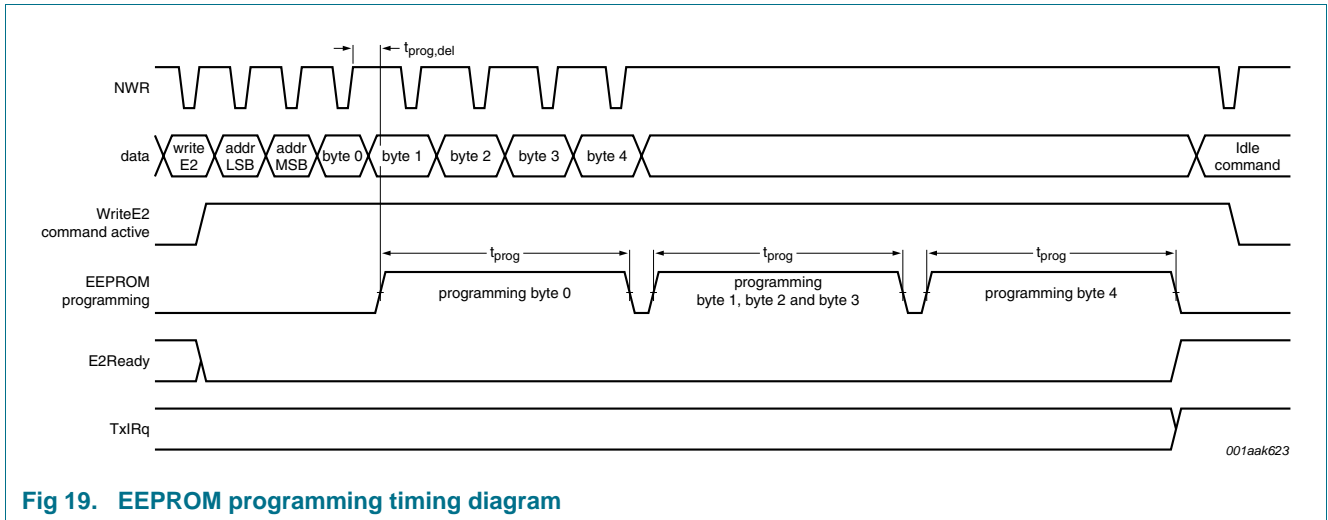 tprog,del
NWR
data
write E2
addr LSB
addr MSB
byte 0
byte 1
byte 2
byte 3
byte 4
Idle command
WriteE2
command active
tprog
tprog
tprog
EEPROM
programming
programming byte 0
programming
byte 1, byte 2 and byte 3
programming byte 4
E2Ready
TxIRq
001aak623
Fig 19. EEPROM programming timing diagram